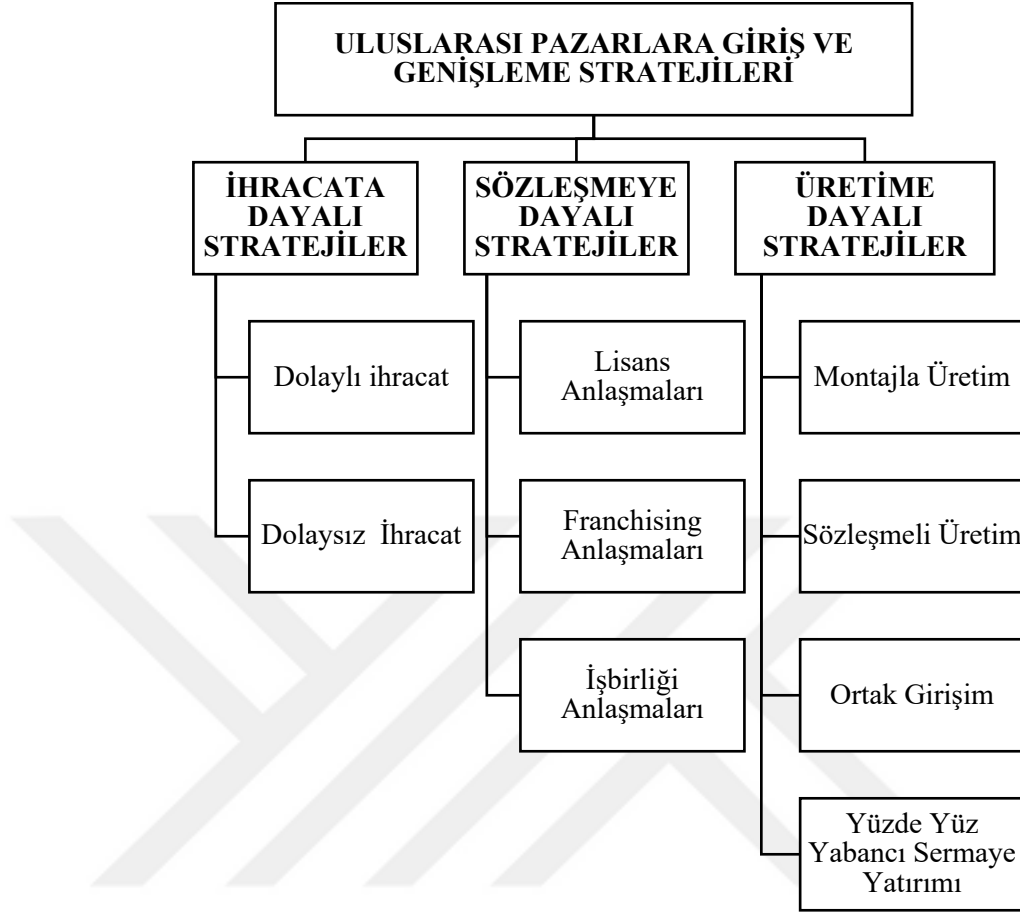 ULUSLARASI PAZARLARA GİRİŞ VE
GENİŞLEME STRATEJİLERİ
İHRACATA
DAYALI
STRATEJİLER
SÖZLEŞMEYE
DAYALI
STRATEJİLER
ÜRETİME
DAYALI
STRATEJİLER
Dolaylı ihracat
Dolaysız İhracat
Lisans
Anlaşmaları
Franchising
Anlaşmaları
İşbirliği
Anlaşmaları
Montajla Üretim
Sözleşmeli Üretim
Ortak Girişim
Yüzde Yüz
Yabancı Sermaye
Yatırımı